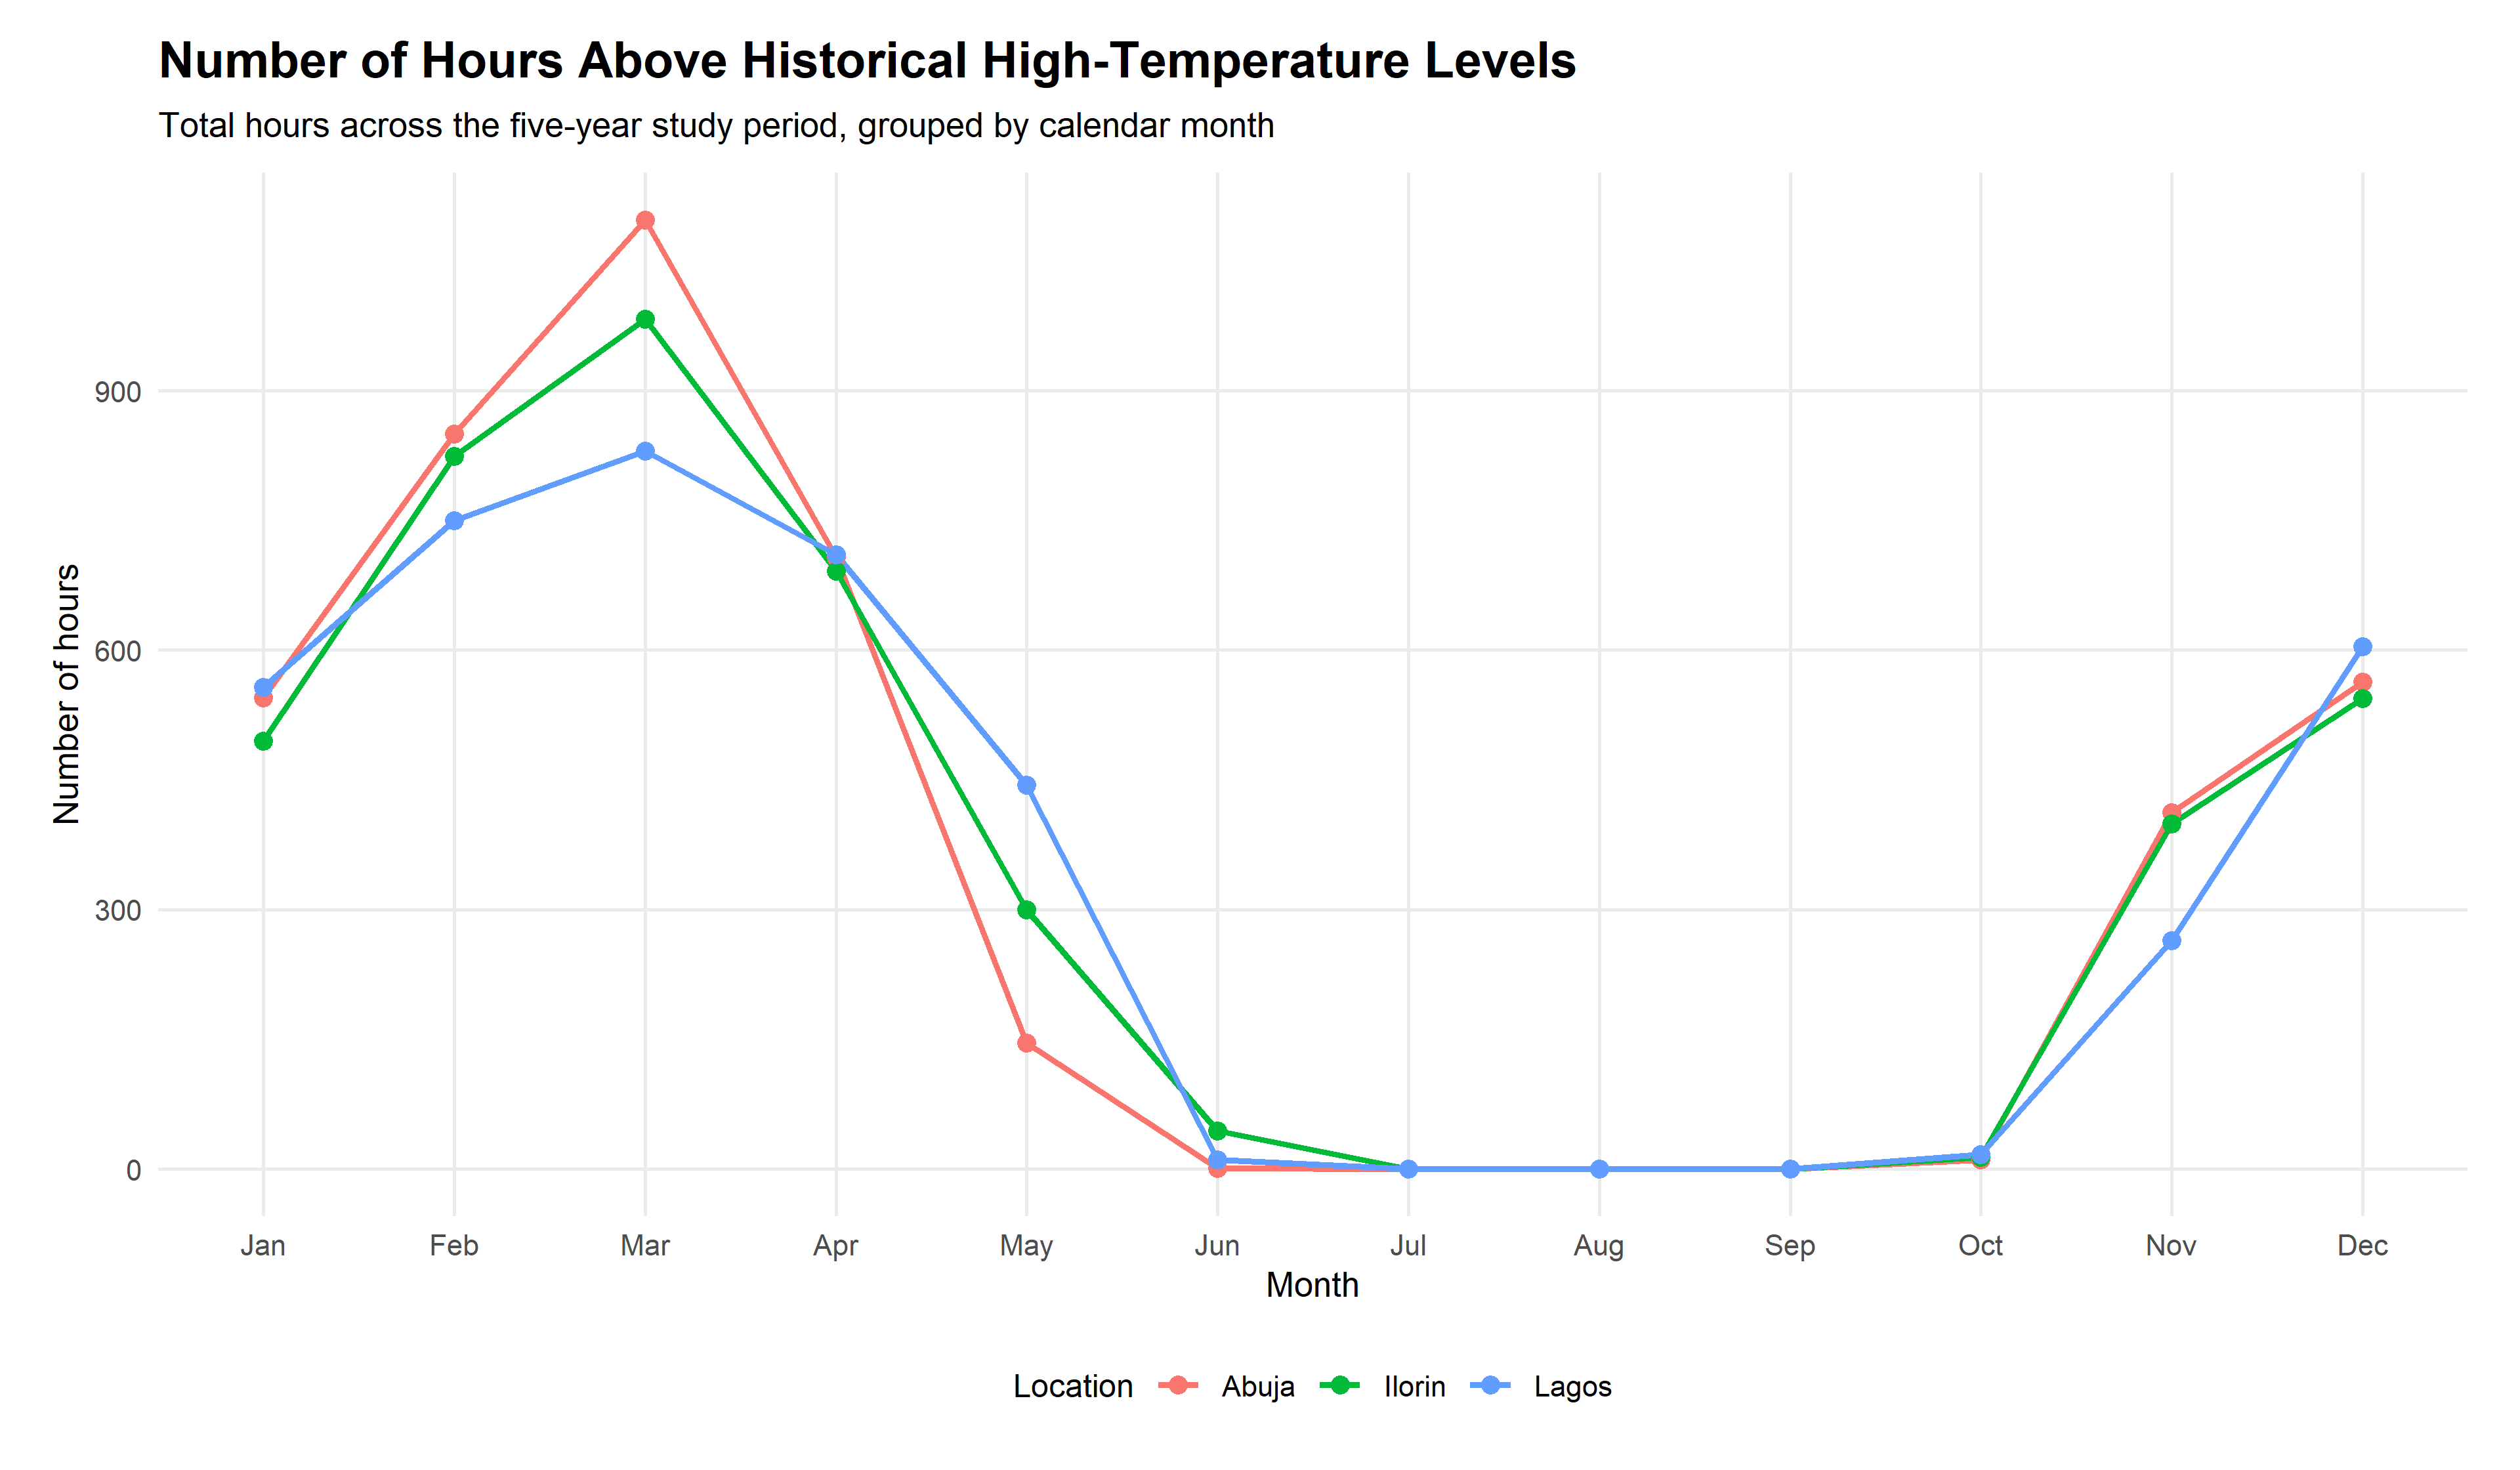 Number of Hours Above Historical High-Temperature Levels
Total hours across the five-year study period, grouped by calendar month
Number of hours
900
600
300
0
Jan Feb Mar Apr May Jun Jul Aug Sep Oct Nov Dec
Month
Location Abuja Ilorin Lagos